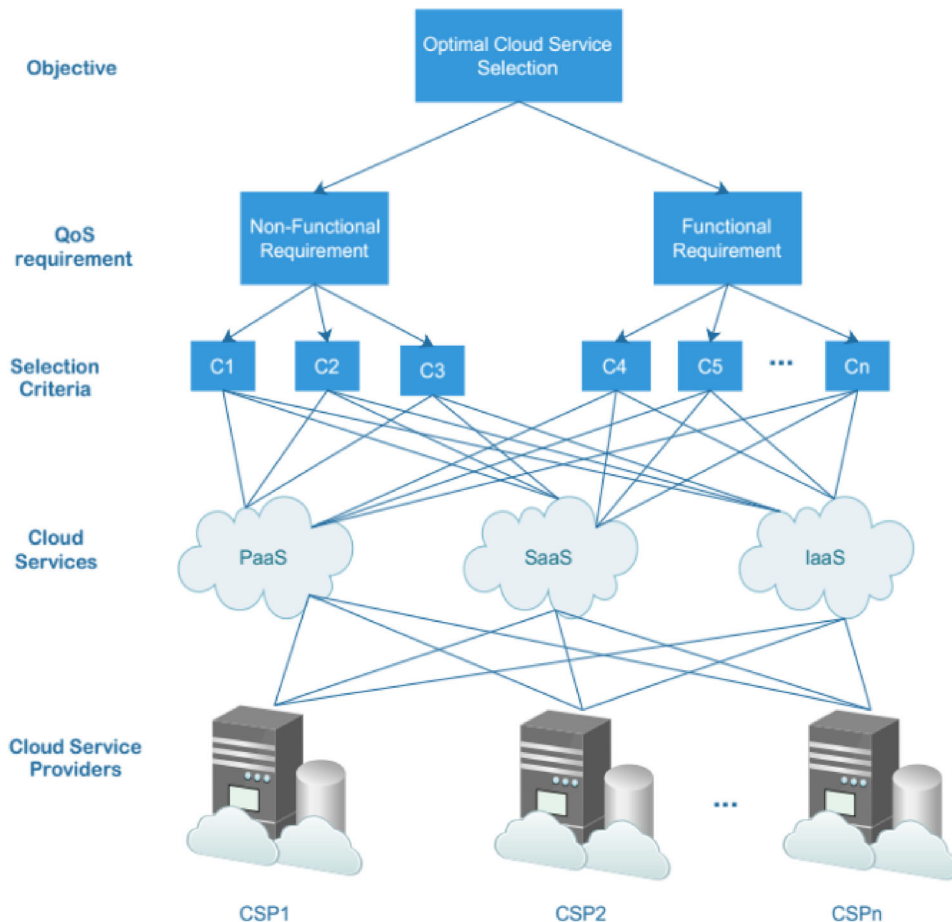 Optimal Cloud Service
Selection
Objective
QoS
requirement
Non-Functional
Requirement
Functional
Requirement
Selection
Criteria
C1
C2
C3
C4
C5
...
Cn
Cloud
Services
PaaS
SaaS
IaaS
Cloud Service
Providers
...
CSP1
CSP2
CSPn